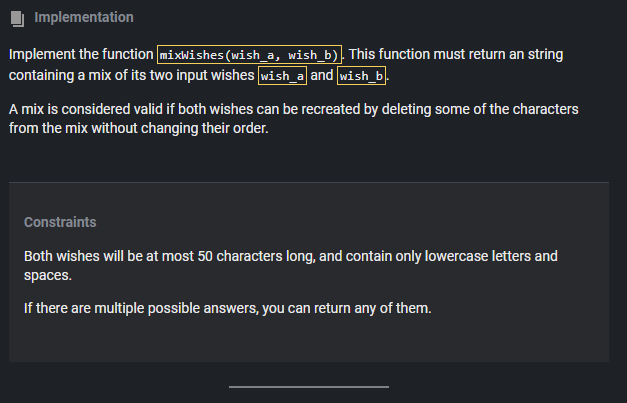 Implementation
Implement the function mixWishes(wish_a, wish_b). This function must return an string
containing a mix of its two input wishes wish_a and wish_b.
A mix is considered valid if both wishes can be recreated by deleting some of the characters
from the mix without changing their order.
Constraints
Both wishes will be at most 50 characters long, and contain only lowercase letters and
spaces.
If there are multiple possible answers, you can return any of them.